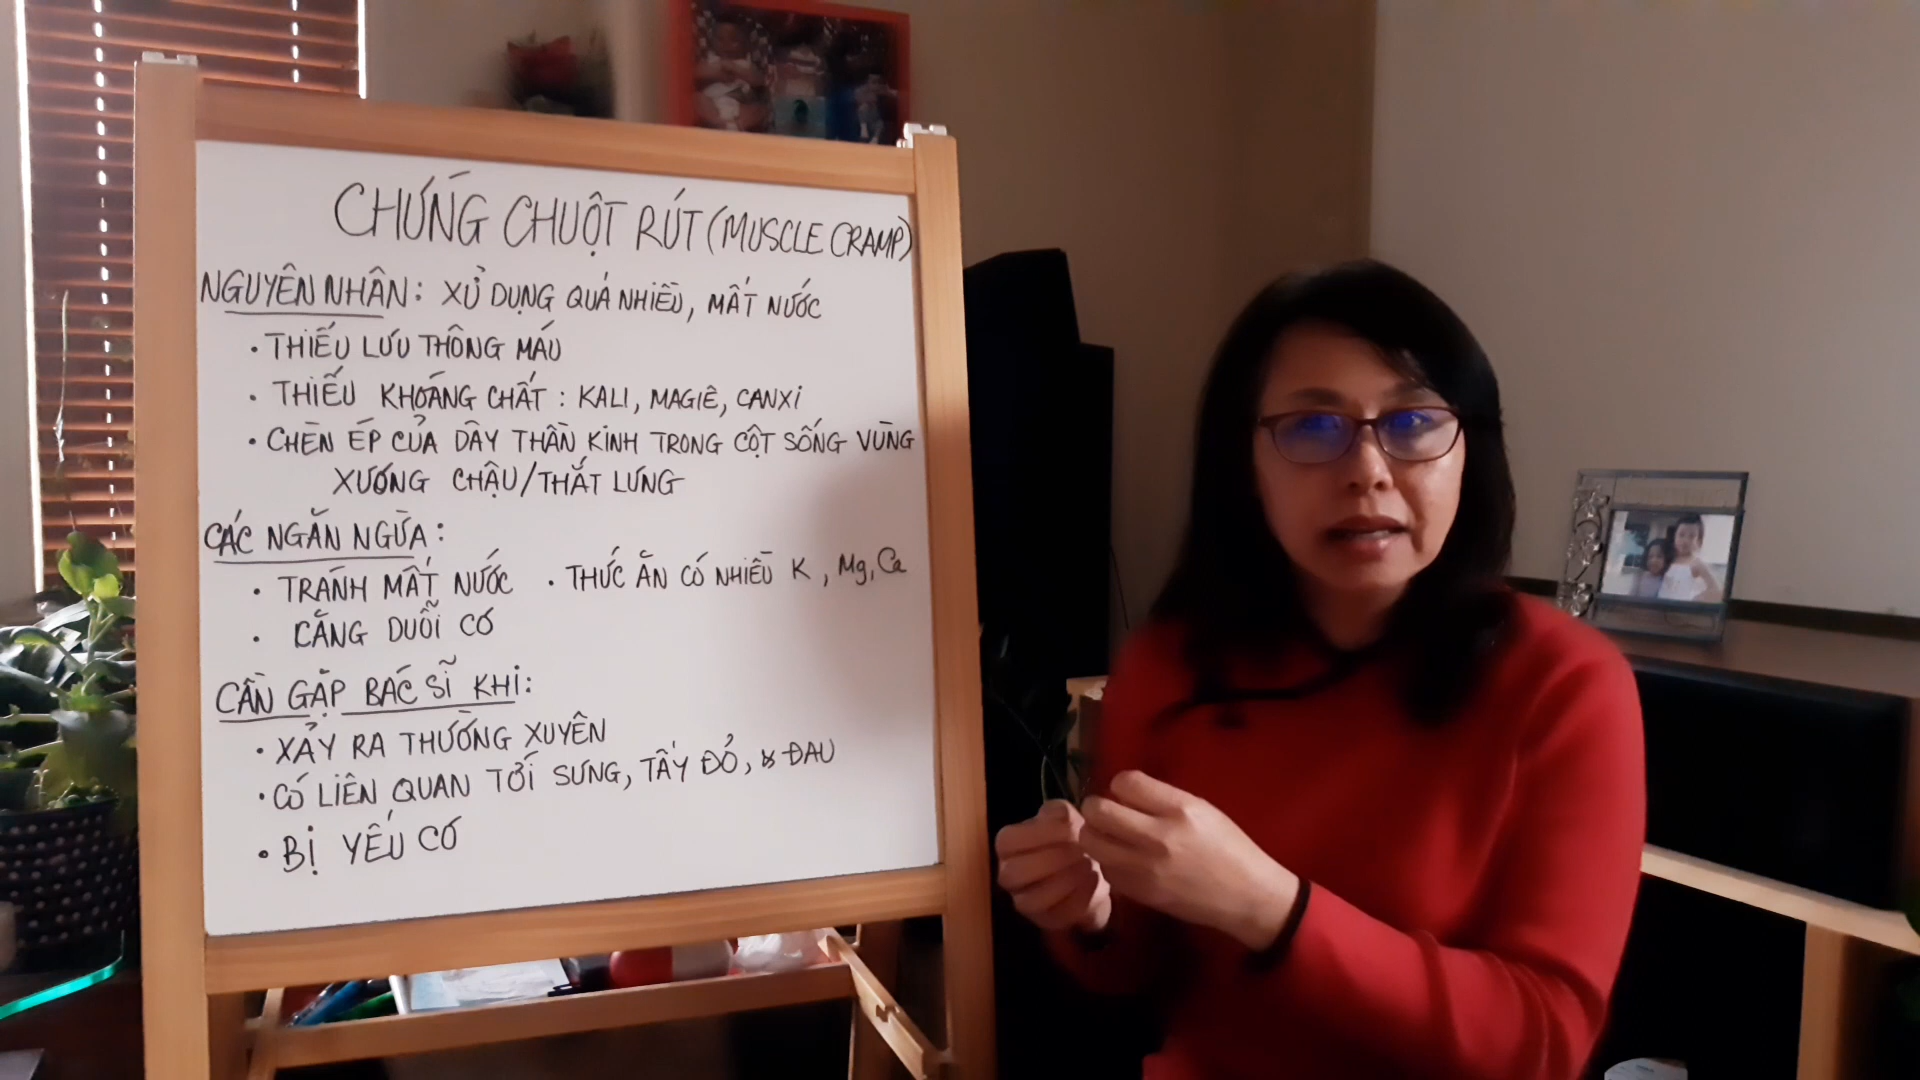 CHỨNG CHUỘT RÚT (MUSCLE CRAMP)
NGUYÊN NHÂN: XỬ DỤNG QUÁ NHIỀU, MẤT NƯỚC
• THIẾU LƯU THÔNG MÁU
• THIẾU KHOÁNG CHẤT : KALI, MAGIÊ, CANXI
• CHÈN ÉP CỦA DÂY THẦN KINH TRONG CỘT SỐNG VÙNG
XƯƠNG CHẬU/THẮT LƯNG
CÁC NGĂN NGỪA:
• TRÁNH MẤT NƯỚC • THỨC ĂN CÓ NHIỀU K, Mg, Ca
• CĂNG DUỖI CƠ
CẦN GẶP BÁC SĨ KHI:
• XẢY RA THƯỜNG XUYÊN
• CÓ LIÊN QUAN TỚI SƯNG, TẤY ĐỎ, & ĐAU
• BỊ YẾU CƠ